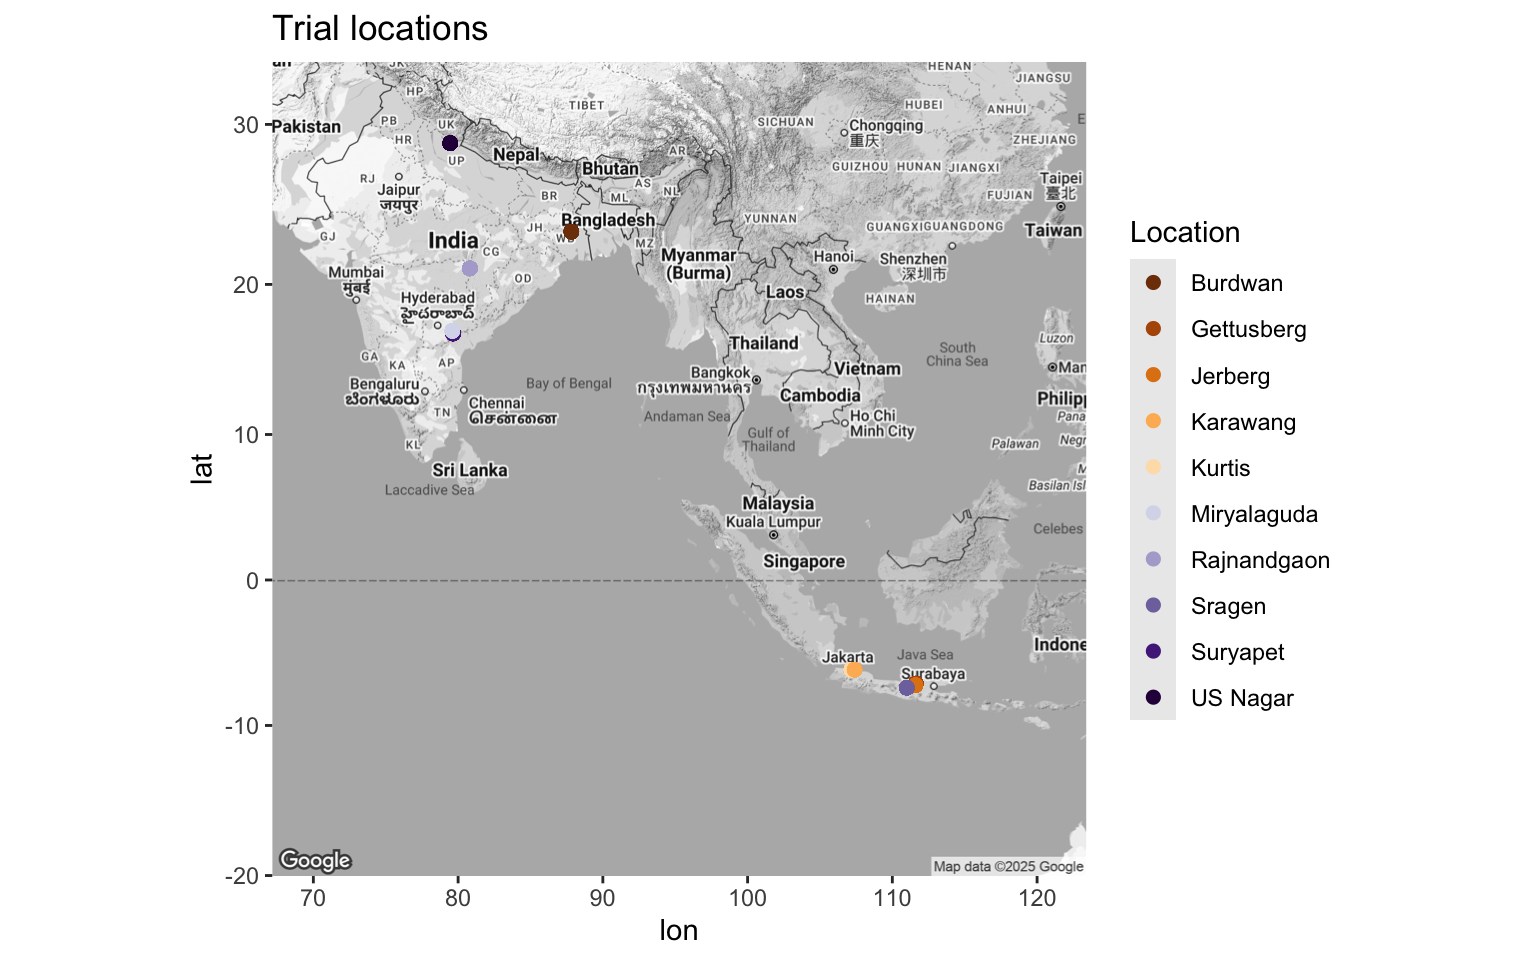 Trial locations
an
JK
HENAN
JIANGSU
HP
TIBET
HUBEI
ANHUI
30
Pakistan
PB
UK
SICHUAN
Chongqing
重庆
E
HR
ZHEJIANG
UP
Nepal
AR
Bhutan
GUIZHOU
HUNAN
JIANGXI
RJ
Jaipur
जयपुर
BR
ML
AS
NL
FUJIAN
Taipei
臺北
GJ
India
JH
Bangladesh
WB
YUNNAN
GUANGXI
GUANGDONG
Taiwan
CG
MZ
Myanmar
(Burma)
Hanoi
Shenzhen
深圳市
Mumbai
मुंबई
20
OD
Laos
HAINAN
Hyderabad
హైదరాబాద్
Luzon
Thailand
South
China Sea
GA
KA
AP
Bangkok
กรุงเทพมหานคร
Vietnam
Man
Bengaluru
ಬೆಂಗಳೂರು
Bay of Bengal
Cambodia
Philipp
Chennai
சென்னை
TN
Andaman Sea
Ho Chi
Minh City
Pana
10
KL
Gulf of
Thailand
Palawan
Negr
lat
Sri Lanka
M
Laccadive Sea
Basilan Isl
Malaysia
Kuala Lumpur
Celebes
Singapore
0
Jakarta
Java Sea
Indone
Surabaya
-10
-20
Google
Map data ©2025 Google
70
80
90
100
110
120
lon
Location
Burdwan
Gettusberg
Jerberg
Karawang
Kurtis
Miryalaguda
Rajnandgaon
Sragen
Suryapet
US Nagar